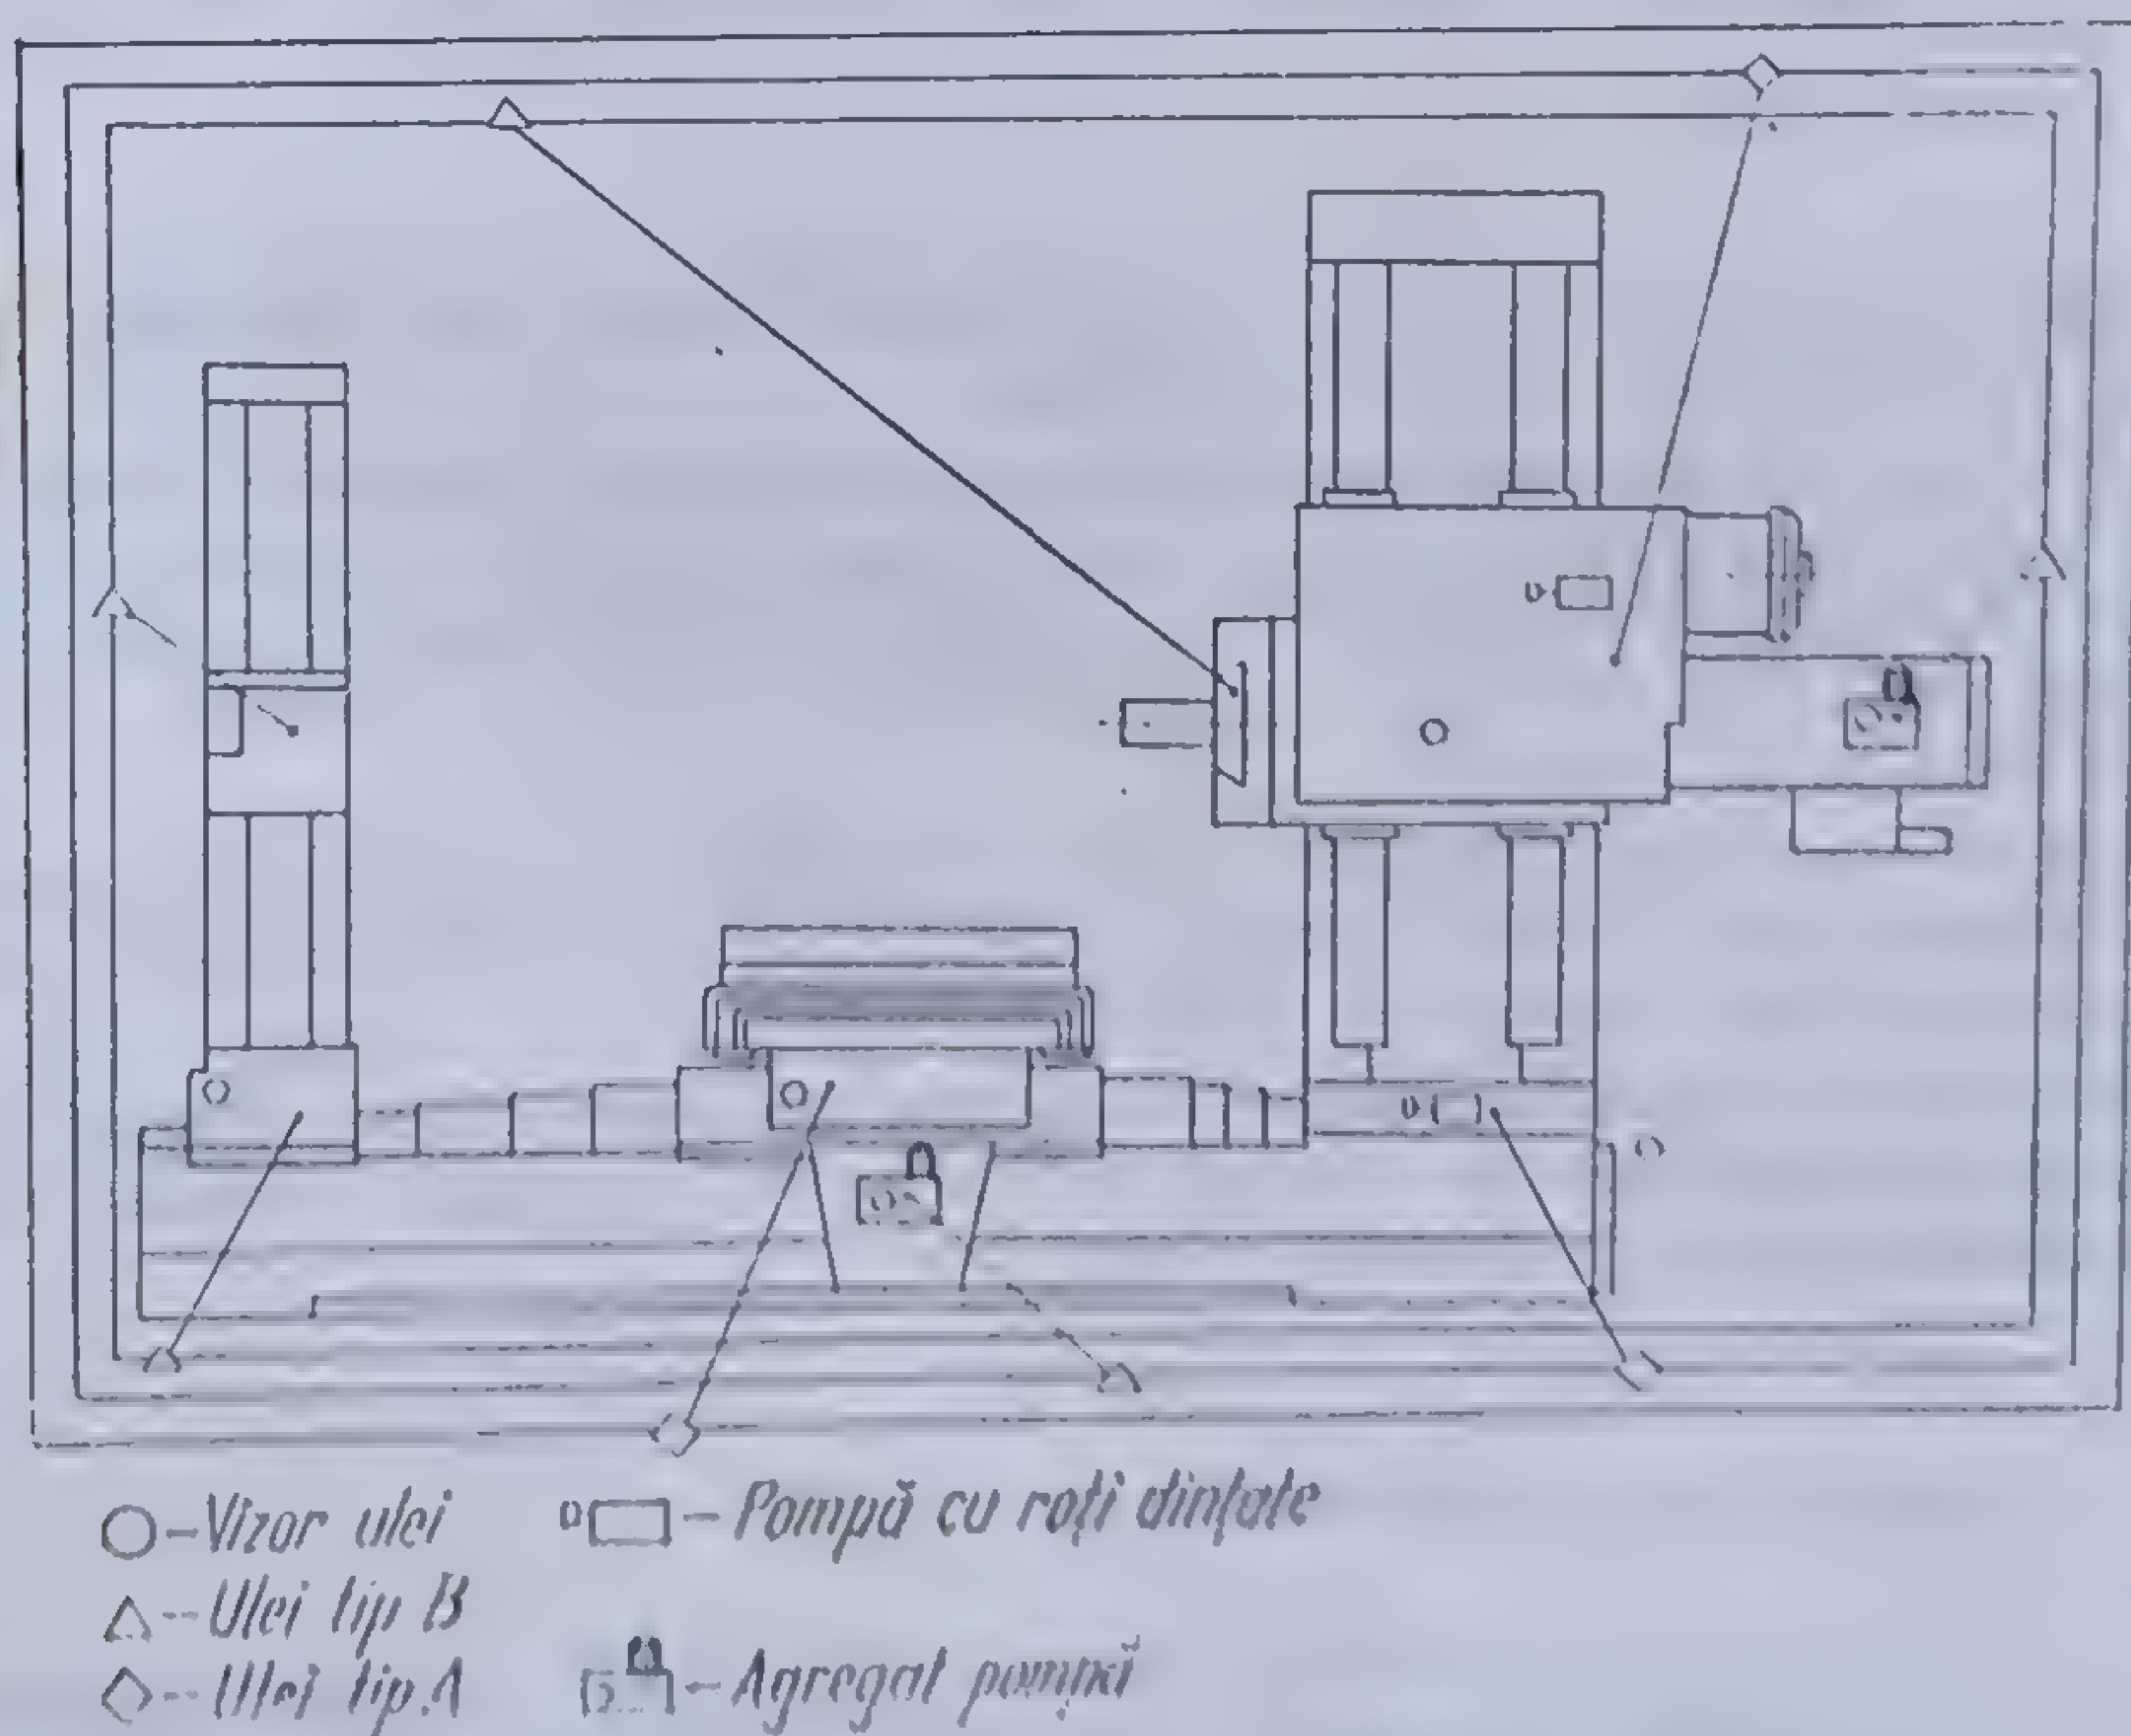 Vizor ulei
Ulei tip B
Ulei tip A
Pompă cu roți dințate
Agregat pompă